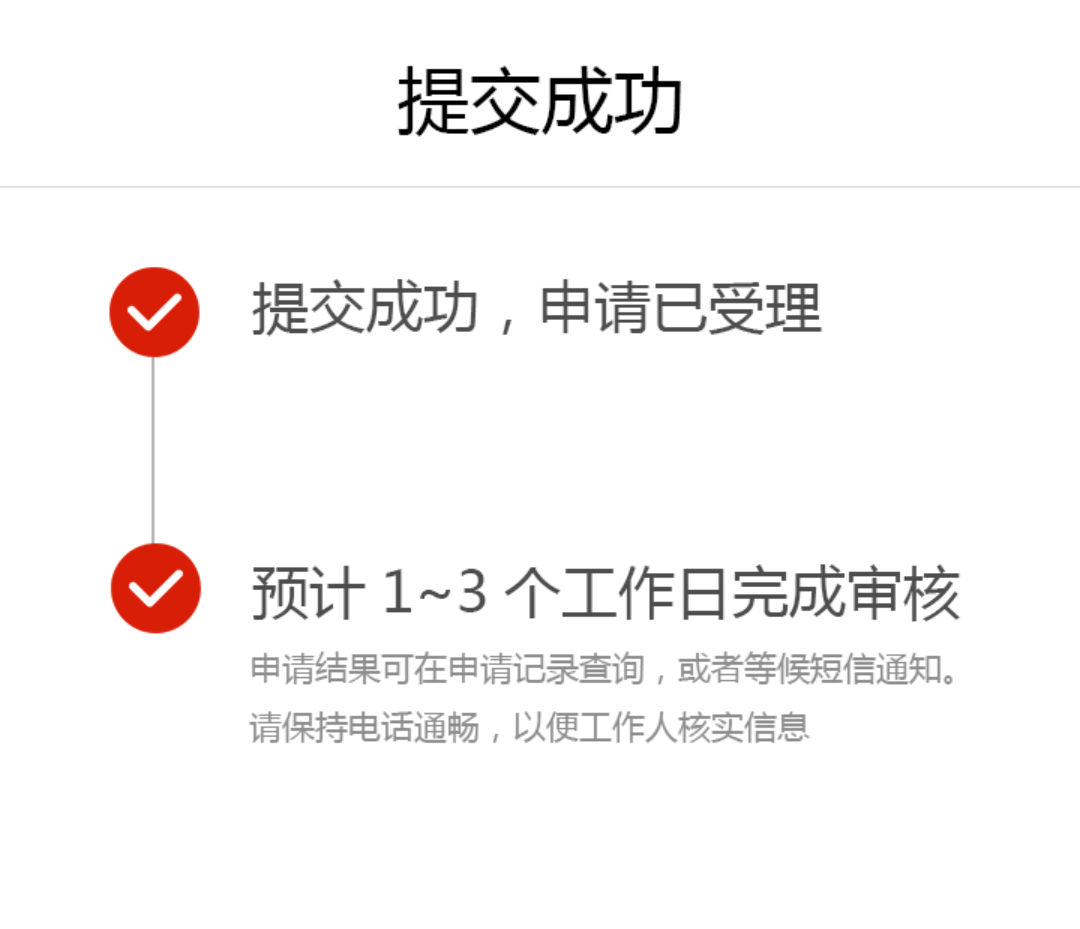 提交成功
提交成功，申请已受理
预计 1~3 个工作日完成审核
申请结果可在申请记录查询，或者等候短信通知。
请保持电话通畅，以便工作人核实信息